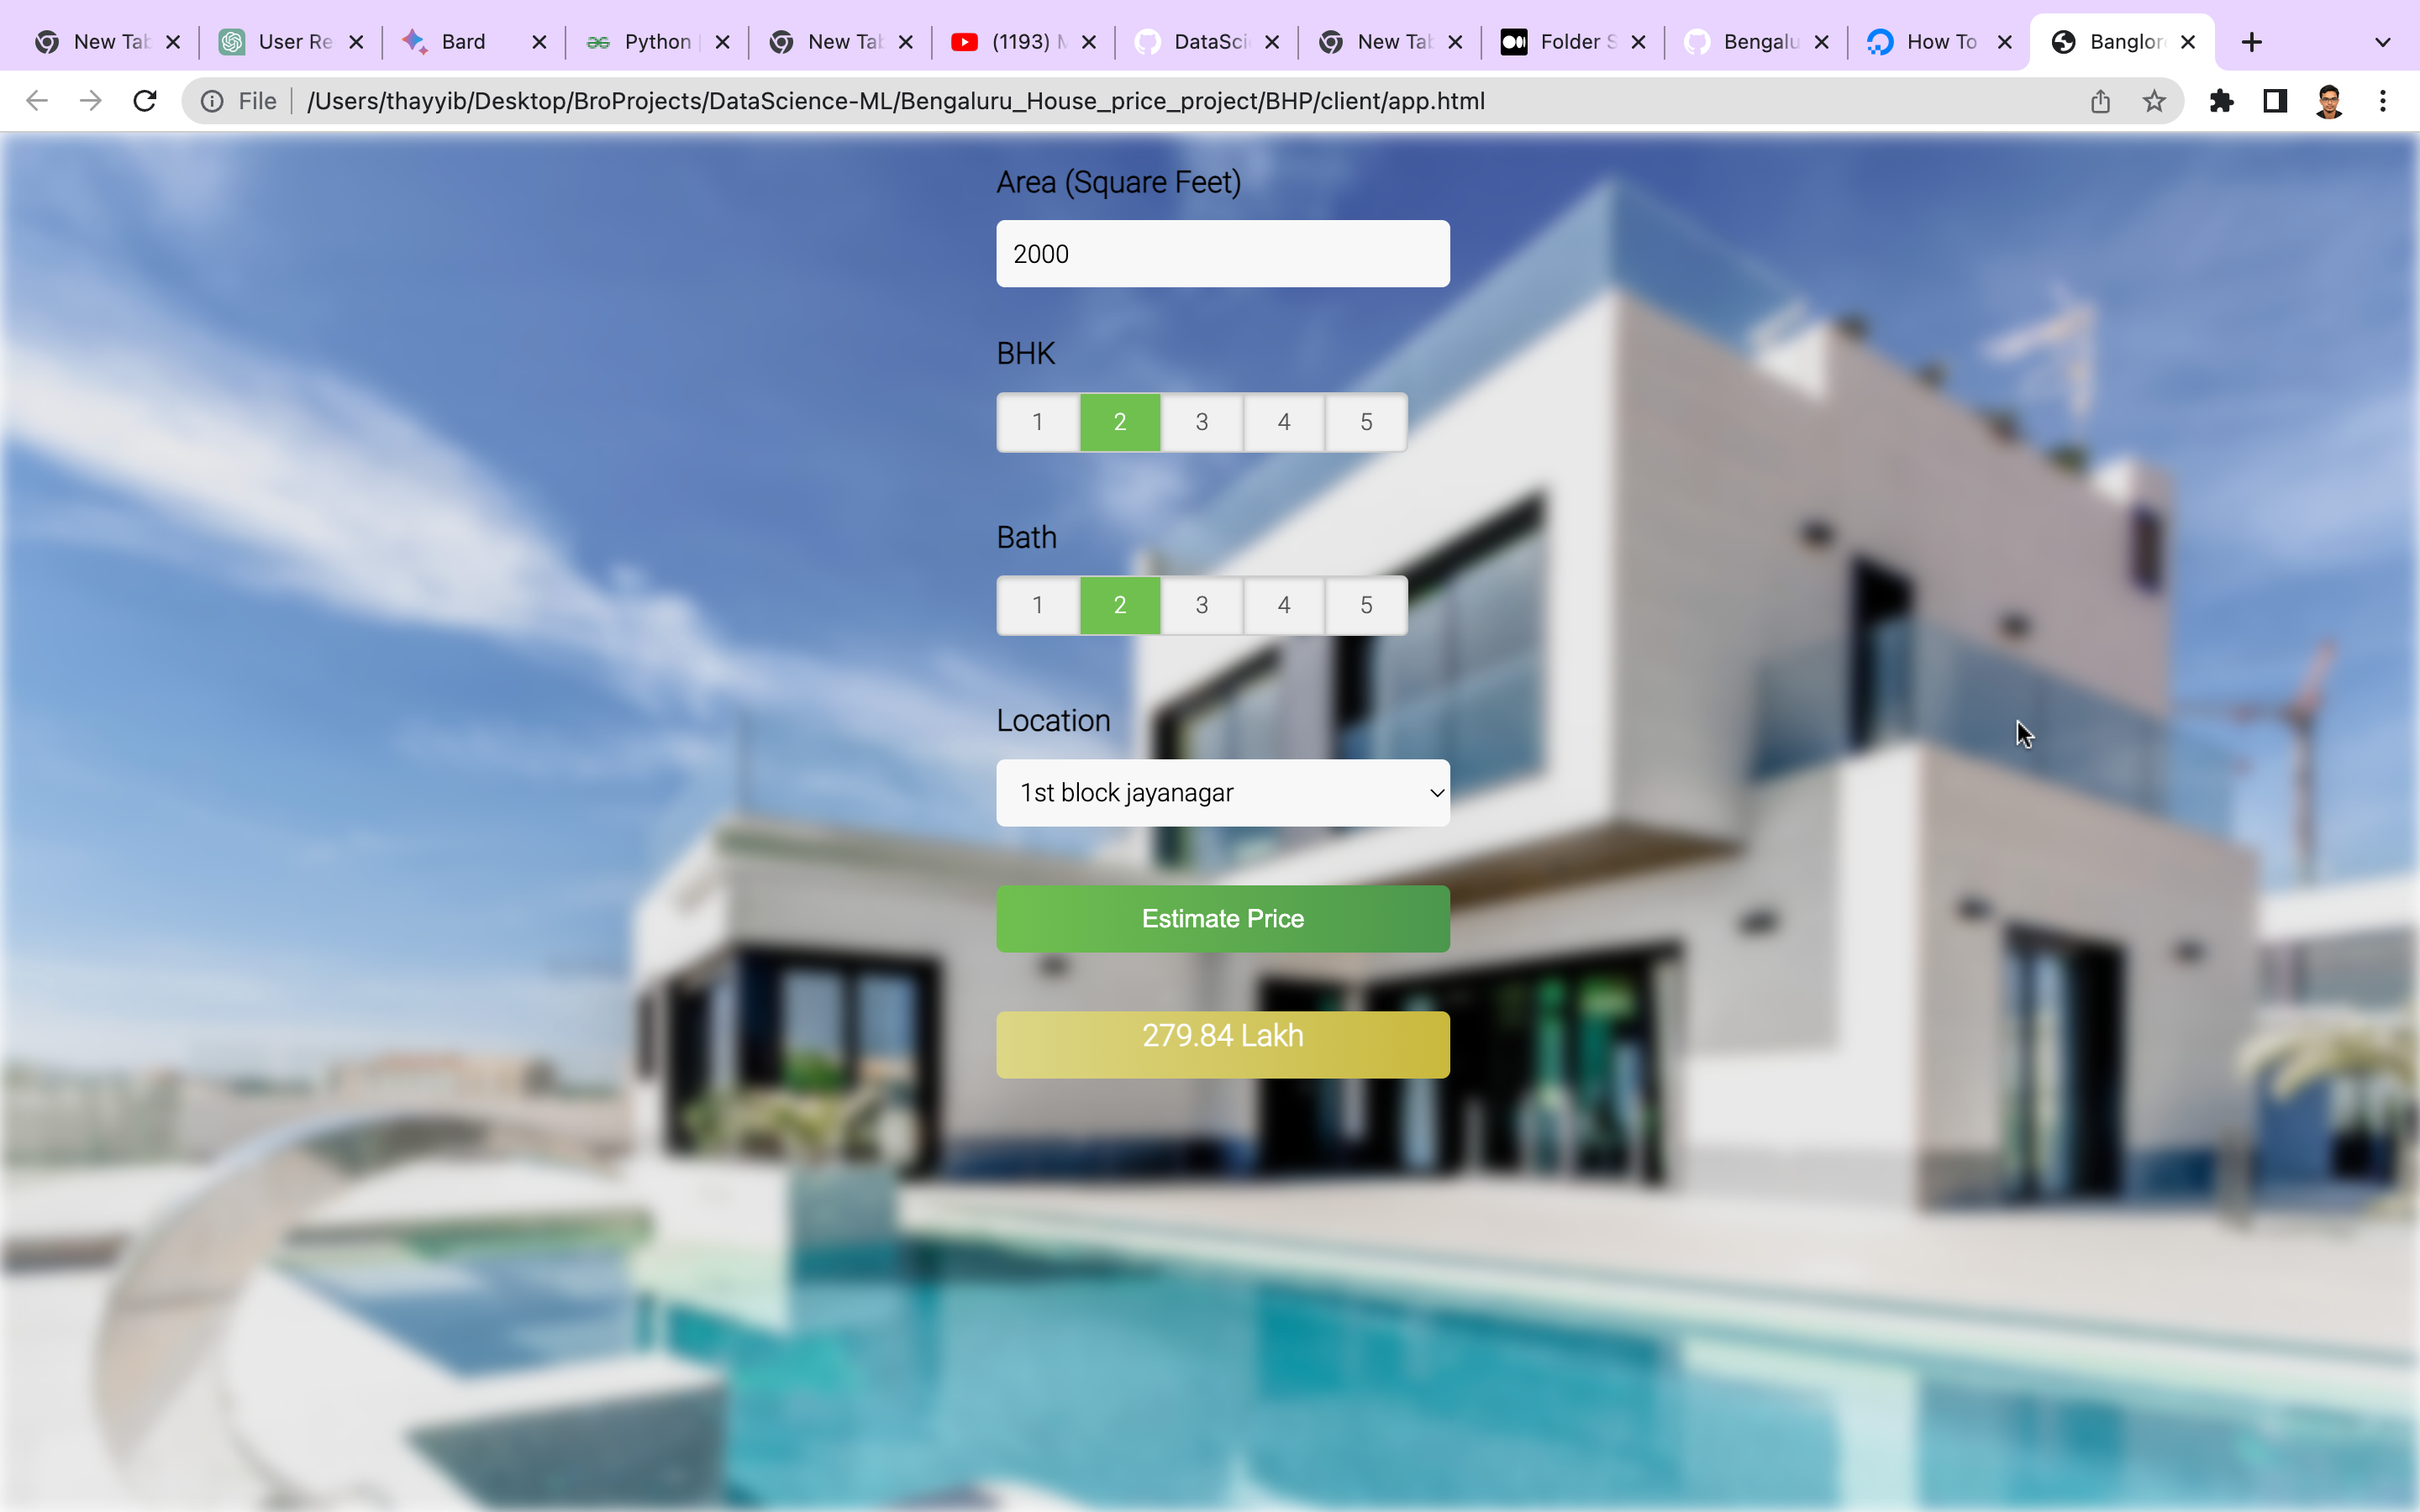 New Tab
User Re
Bard
Python
New Tab
(1193)
DataSci
New Tab
Folder S
Bengalu
How To
Banglor
File
/Users/thayyib/Desktop/BroProjects/DataScience-ML/Bengaluru_House_price_project/BHP/client/app.html
Area (Square Feet)
2000
BHK
1 2 3 4 5
Bath
1 2 3 4 5
Location
1st block jayanagar
Estimate Price
279.84 Lakh